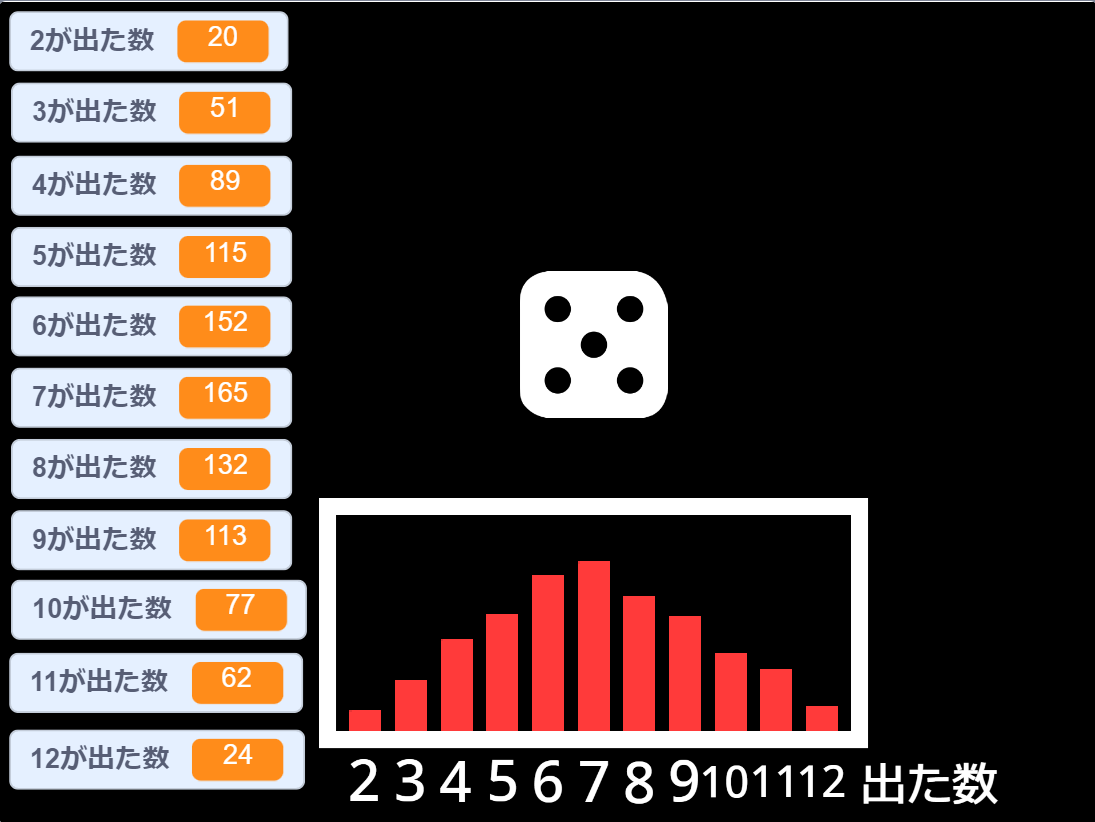 2が出た数 20
3が出た数 51
4が出た数 89
5が出た数 115
6が出た数 152
7が出た数 165
8が出た数 132
9が出た数 113
10が出た数 77
11が出た数 62
12が出た数 24
2 3 4 5 6 7 8 9 10 11 12 出た数